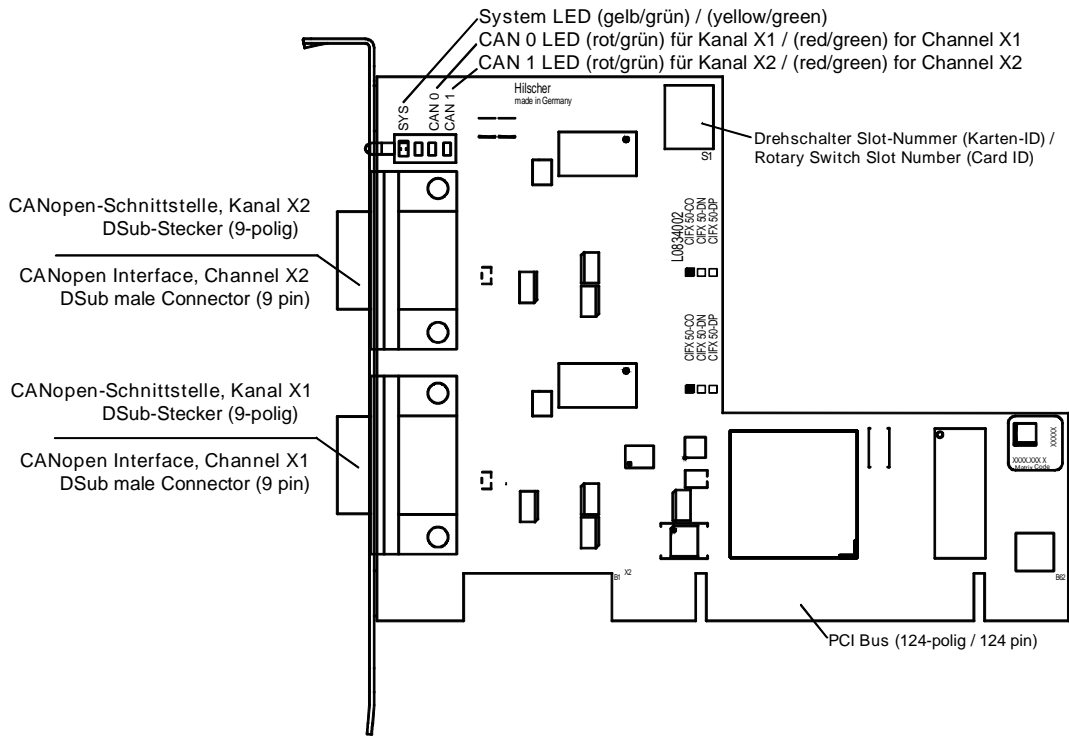 System LED (gelb/grün) / (yellow/green)
CAN 0 LED (rot/grün) für Kanal X1 / (red/green) for Channel X1
CAN 1 LED (rot/grün) für Kanal X2 / (red/green) for Channel X2
SYS
CAN 0
CAN 1
Hilscher
made in Germany
S1
Drehschalter Slot-Nummer (Karten-ID) /
Rotary Switch Slot Number (Card ID)
CANopen-Schnittstelle, Kanal X2
DSub-Stecker (9-polig)
CANopen Interface, Channel X2
DSub male Connector (9 pin)
L0834002
CIFX 50-CO
CIFX 50-DN
CIFX 50-DP
CIFX 50-CO
CIFX 50-DN
CIFX 50-DP
CANopen-Schnittstelle, Kanal X1
DSub-Stecker (9-polig)
CANopen Interface, Channel X1
DSub male Connector (9 pin)
XXXXX
XXXX.XXX X
Matrix Code
B1
X2
B62
PCI Bus (124-polig / 124 pin)